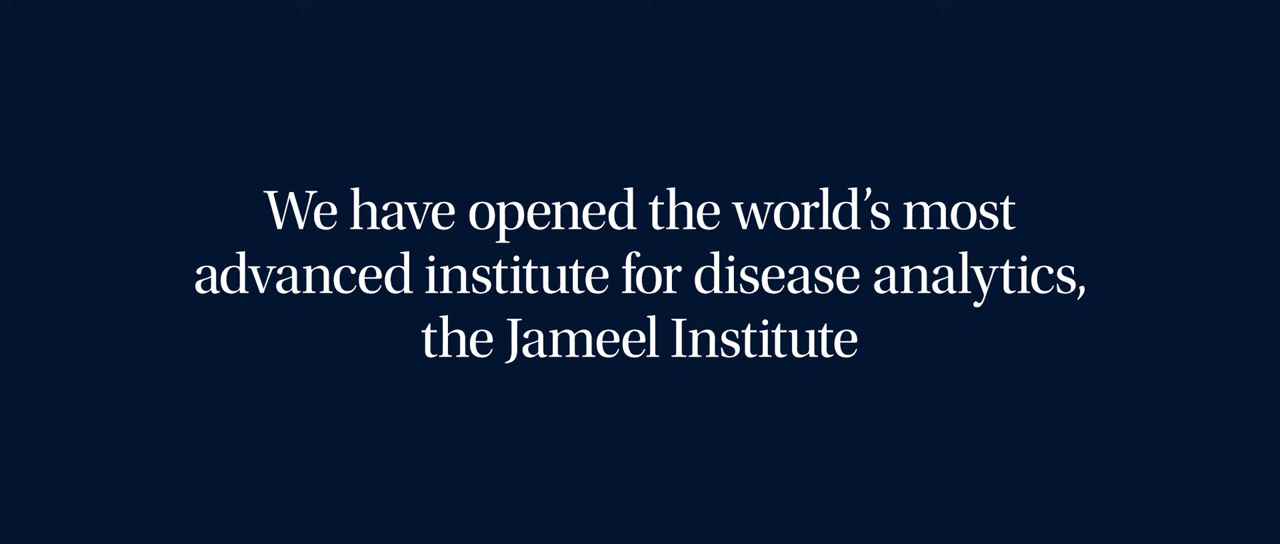 We have opened the world’s most
advanced institute for disease analytics,
the Jameel Institute